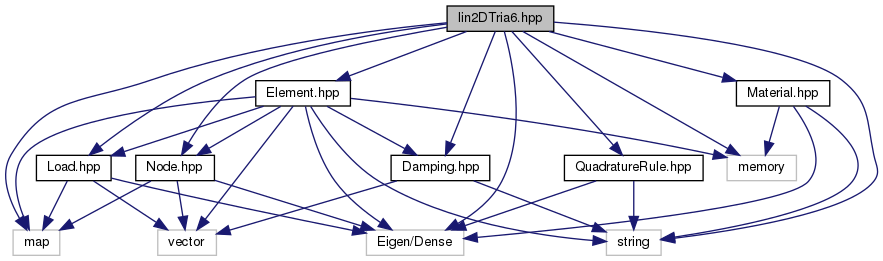 lin2DTria6.hpp
Element.hpp
Material.hpp
Load.hpp
Node.hpp
Damping.hpp
QuadratureRule.hpp
memory
map
vector
Eigen/Dense
string